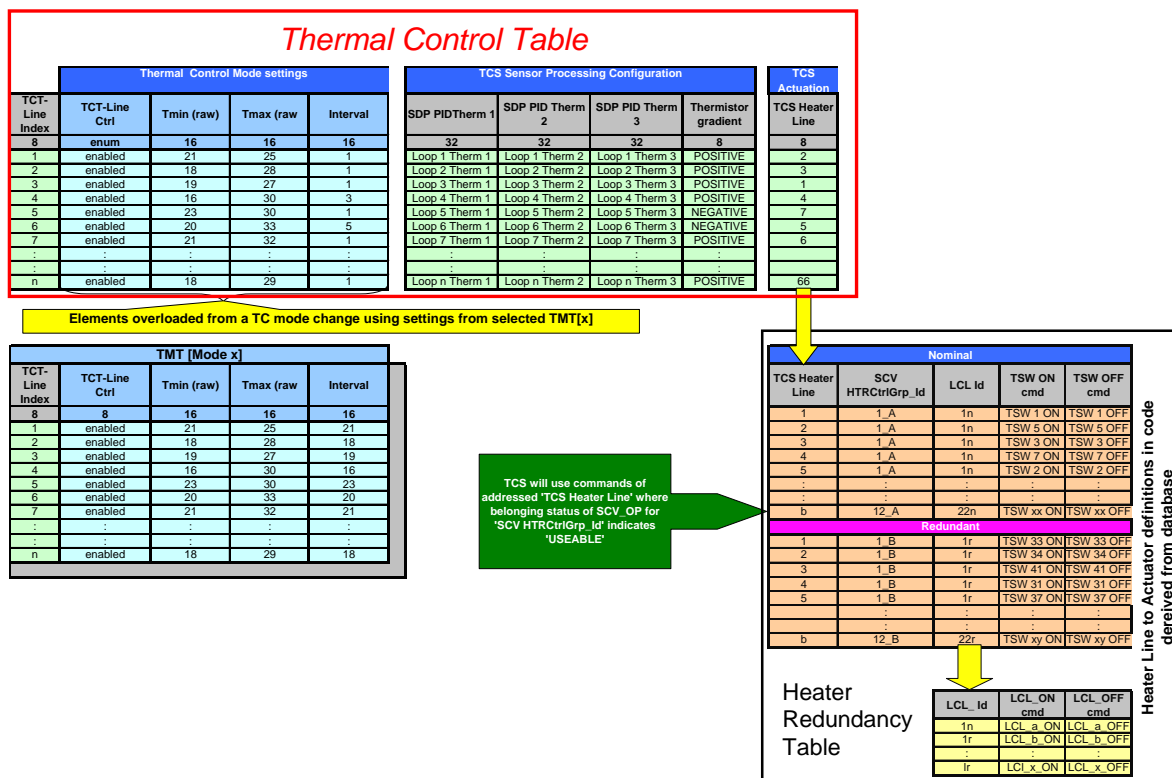 Thermal Control Table
Thermal Control Mode settings TCS Sensor Processing Configuration TCS Actuation
TCT-Line Index TCT-Line Ctrl Tmin (raw) Tmax (raw Interval SDP PIDTherm 1 SDP PID Therm 2 SDP PID Therm 3 Thermistor gradient TCS Heater Line
8 enum 16 16 16 32 32 32 8 8
1 enabled 21 25 1 Loop 1 Therm 1 Loop 1 Therm 2 Loop 1 Therm 3 POSITIVE 2
2 enabled 18 28 1 Loop 2 Therm 1 Loop 2 Therm 2 Loop 2 Therm 3 POSITIVE 3
3 enabled 19 27 1 Loop 3 Therm 1 Loop 3 Therm 2 Loop 3 Therm 3 POSITIVE 1
4 enabled 16 30 3 Loop 4 Therm 1 Loop 4 Therm 2 Loop 4 Therm 3 POSITIVE 4
5 enabled 23 30 1 Loop 5 Therm 1 Loop 5 Therm 2 Loop 5 Therm 3 NEGATIVE 7
6 enabled 20 33 5 Loop 6 Therm 1 Loop 6 Therm 2 Loop 6 Therm 3 NEGATIVE 5
7 enabled 21 32 1 Loop 7 Therm 1 Loop 7 Therm 2 Loop 7 Therm 3 POSITIVE 6
: : : : : : : : :
: : : : : : : : :
n enabled 18 29 1 Loop n Therm 1 Loop n Therm 2 Loop n Therm 3 POSITIVE 66
Elements overloaded from a TC mode change using settings from selected TMT[x]
TMT [Mode x]
TCT-Line Index TCT-Line Ctrl Tmin (raw) Tmax (raw Interval
8 8 16 16 16
1 enabled 21 25 21
2 enabled 18 28 18
3 enabled 19 27 19
4 enabled 16 30 16
5 enabled 23 30 23
6 enabled 20 33 20
7 enabled 21 32 21
: : : : :
: : : : :
n enabled 18 29 18
TCS will use commands of
addressed 'TCS Heater Line' where
belonging status of SCV_OP for
'SCV HTRCtrlGrp_Id' indicates
'USEABLE'
Nominal
TCS Heater Line SCV HTRCtrlGrp_Id LCL Id TSW ON cmd TSW OFF cmd
1 1_A 1n TSW 1 ON TSW 1 OFF
2 1_A 1n TSW 5 ON TSW 5 OFF
3 1_A 1n TSW 3 ON TSW 3 OFF
4 1_A 1n TSW 7 ON TSW 7 OFF
5 1_A 1n TSW 2 ON TSW 2 OFF
: : : : :
: : : : :
b 12_A 22n TSW xx ON TSW xx OFF
Redundant
1 1_B 1r TSW 33 ON TSW 33 OFF
2 1_B 1r TSW 34 ON TSW 34 OFF
3 1_B 1r TSW 41 ON TSW 41 OFF
4 1_B 1r TSW 31 ON TSW 31 OFF
5 1_B 1r TSW 37 ON TSW 37 OFF
: : : :
: : : :
b 12_B 22r TSW xy ON TSW xy OFF
Heater Line to Actuator definitions in code
dereived from database
Heater
Redundancy
Table
LCL_ Id LCL_ON cmd LCL_OFF cmd
1n LCL_a_ON LCL_a_OFF
1r LCL_b_ON LCL_b_OFF
: : :
lr LCl_x_ON LCL_x_OFF